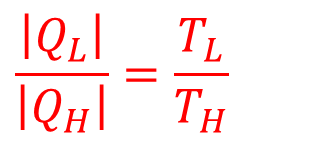 |Q_L| / |Q_H| = T_L / T_H